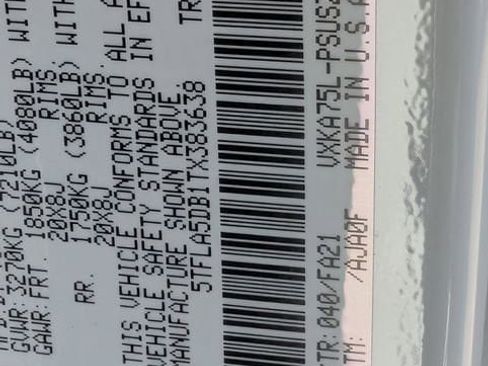 GVWR: 3270KG (7210LB)
GAWR: FRT. 1850KG (4080LB) WITH
20X8J RIMS,
RR. 1750KG (3860LB) WITH
20X8J RIMS,
THIS VEHICLE CONFORMS TO ALL
VEHICLE SAFETY STANDARDS IN EF
MANUFACTURE SHOWN ABOVE.
5TFLA5DB1TX383638 TR
CTR:040/FA21 VXKA75L-PSUS
TM: /AJA0F MADE IN U.S.A